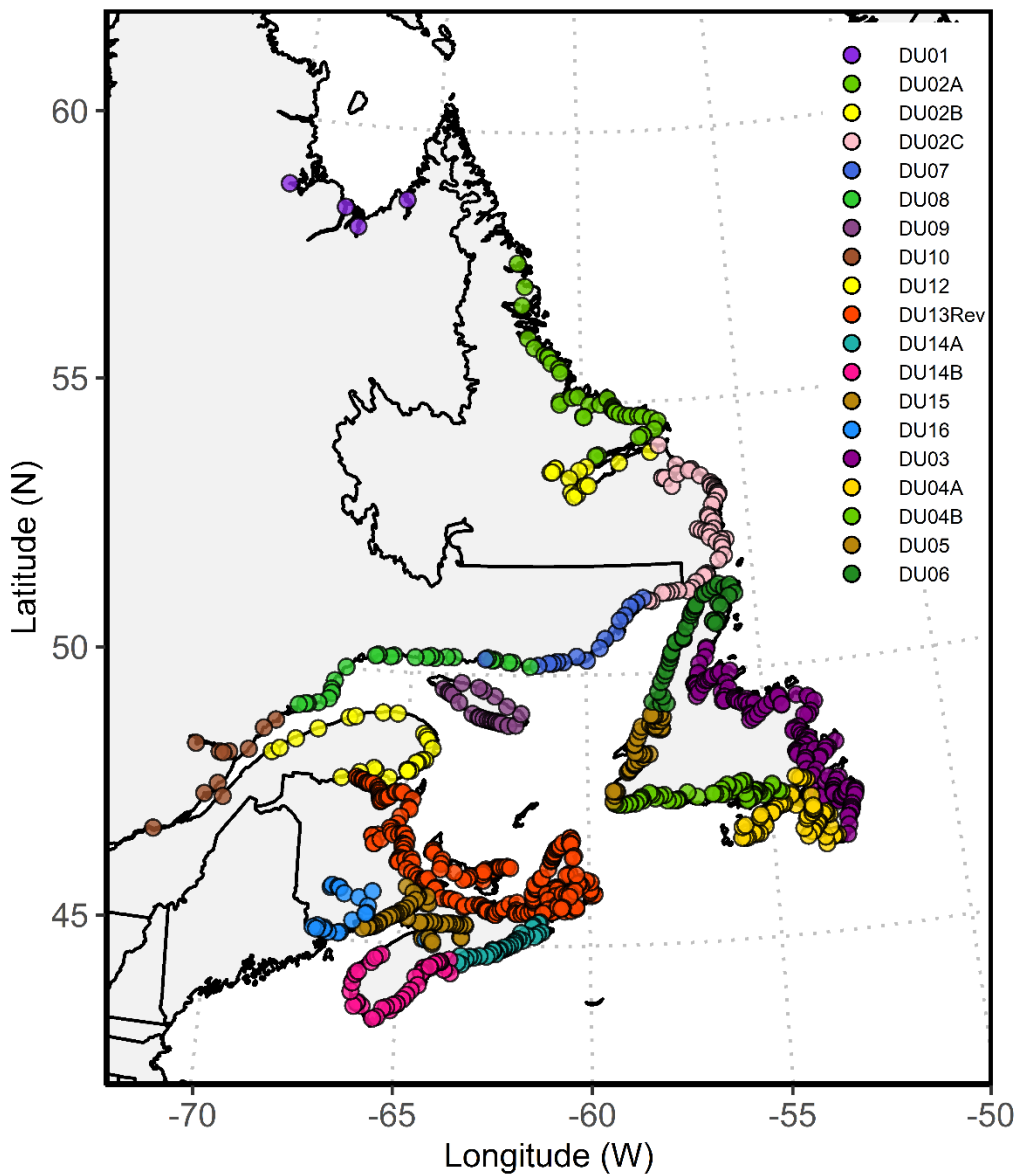 DU01
DU02A
DU02B
DU02C
DU07
DU08
DU09
DU10
DU12
DU13Rev
DU14A
DU14B
DU15
DU16
DU03
DU04A
DU04B
DU05
DU06
60
55
50
45
Latitude (N)
-70 -65 -60 -55 -50
Longitude (W)